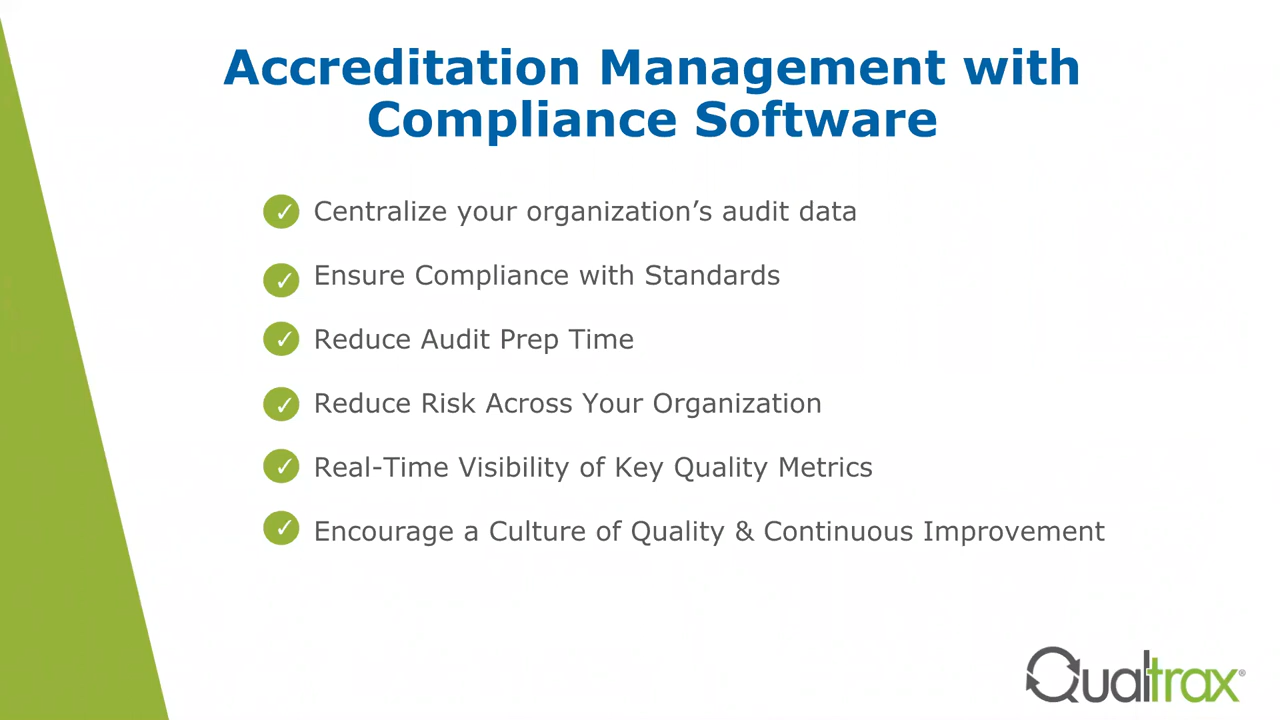 Accreditation Management with
Compliance Software
✓ Centralize your organization’s audit data
✓ Ensure Compliance with Standards
✓ Reduce Audit Prep Time
✓ Reduce Risk Across Your Organization
✓ Real-Time Visibility of Key Quality Metrics
✓ Encourage a Culture of Quality & Continuous Improvement
Qualtrax®